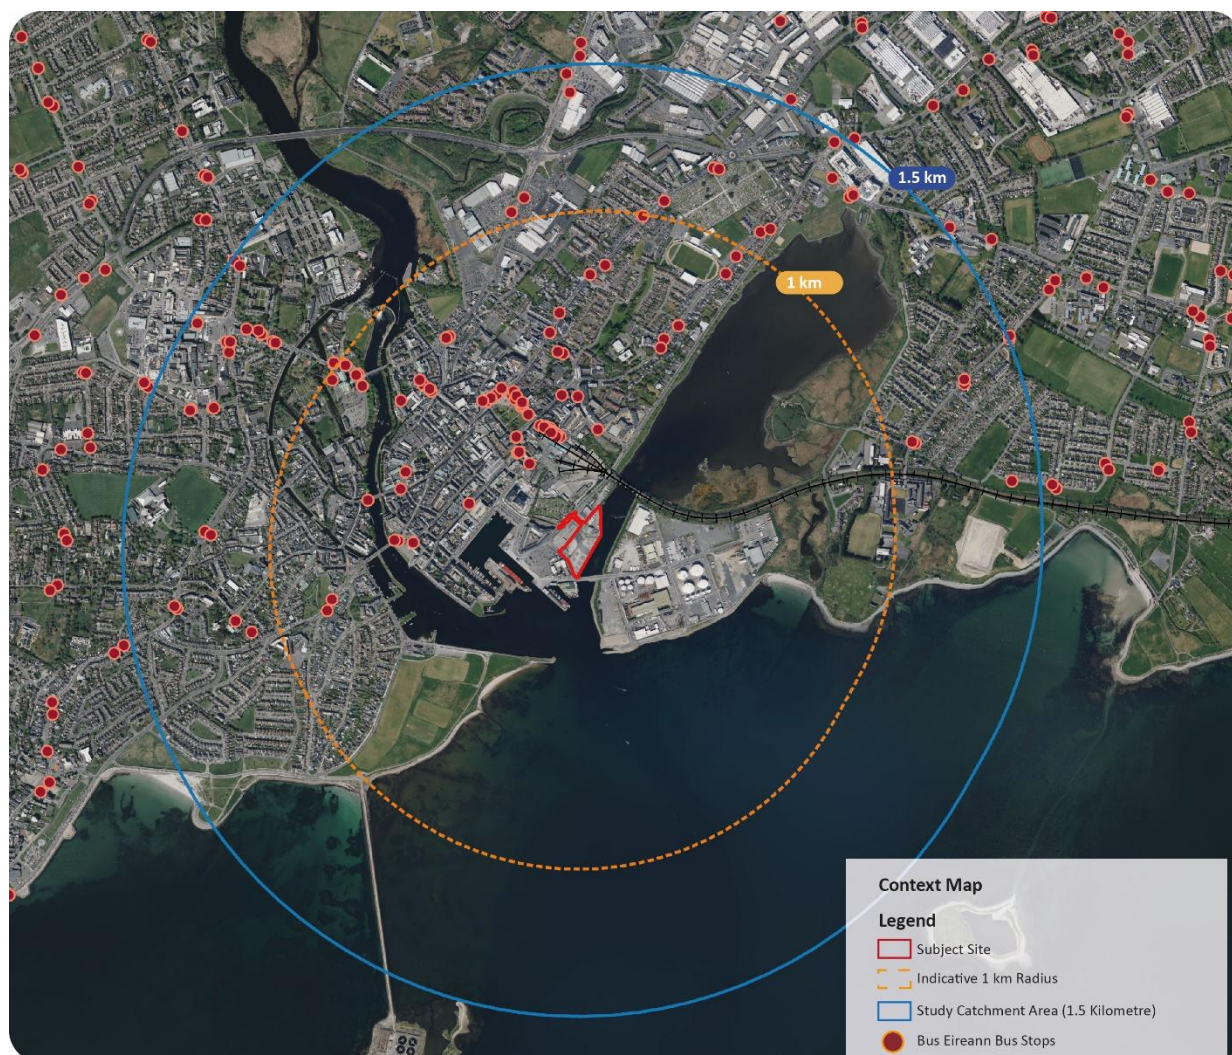 1.5 km
1 km
Context Map
Legend
Subject Site
Indicative 1 km Radius
Study Catchment Area (1.5 Kilometre)
Bus Eireann Bus Stops